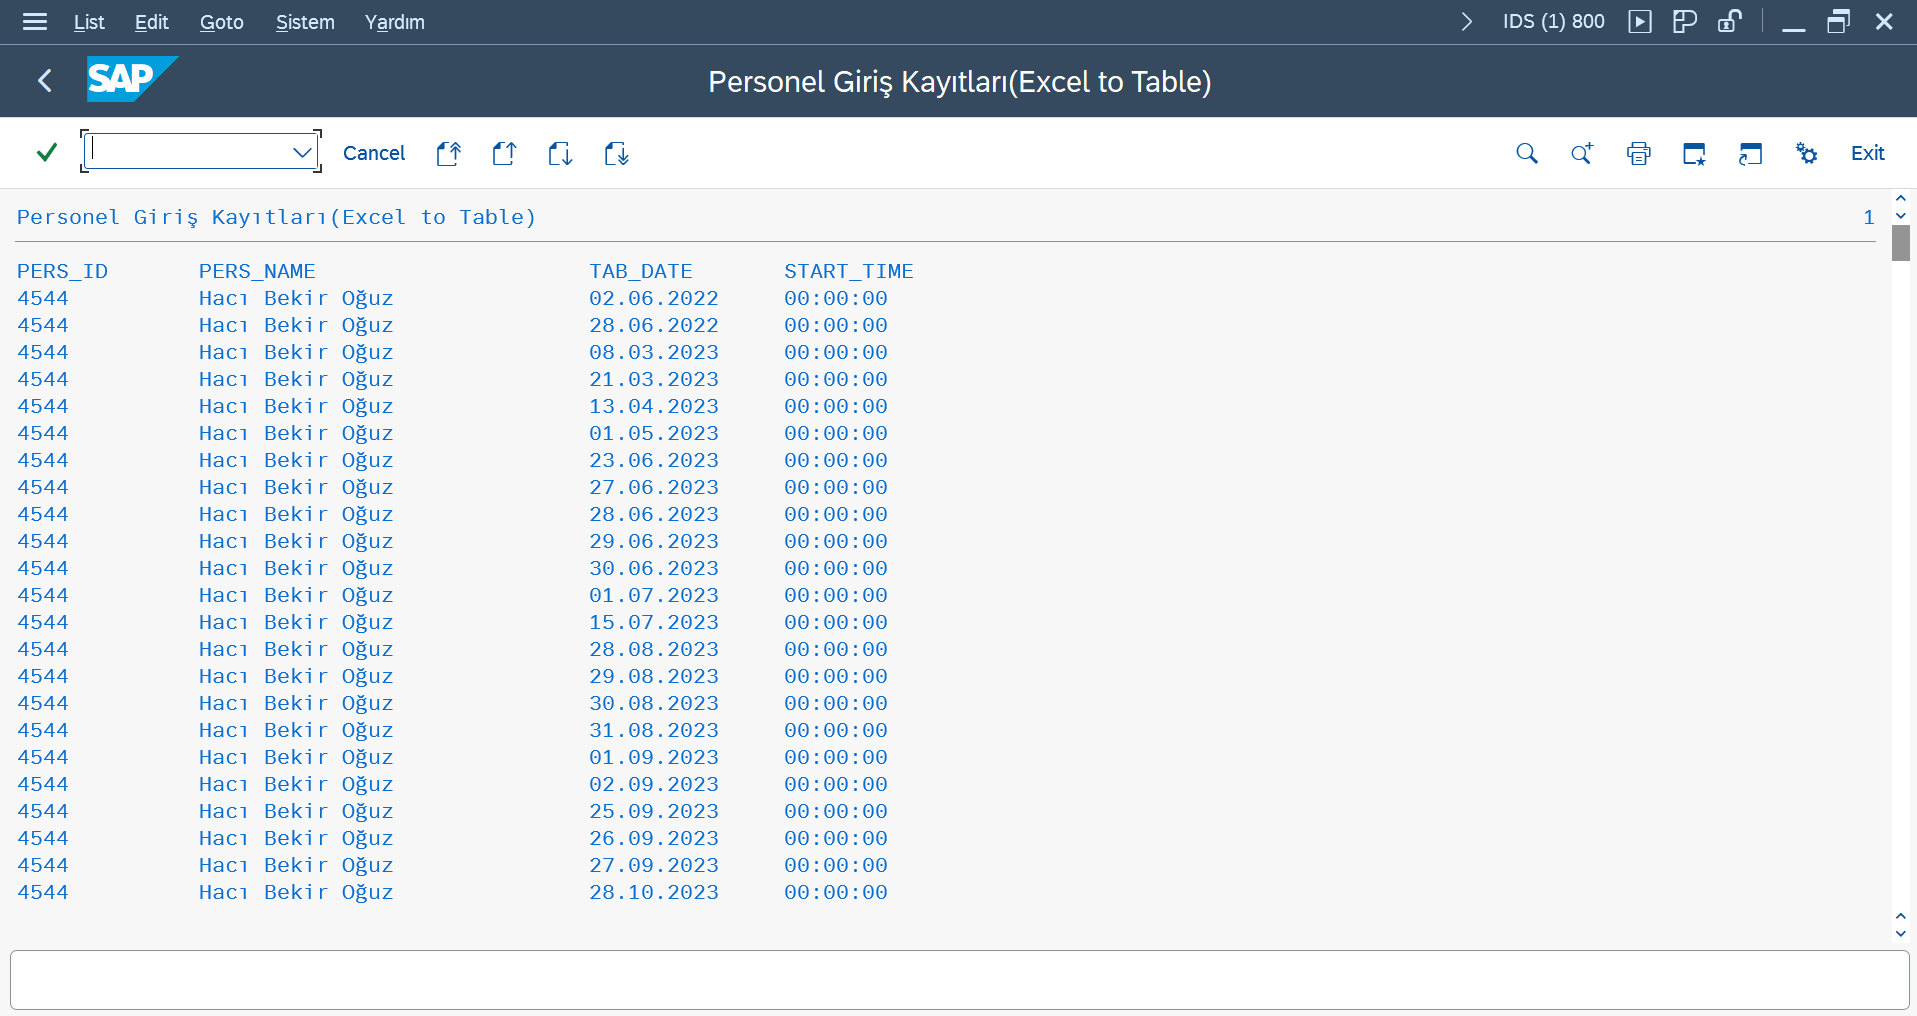 List Edit Goto Sistem Yardım IDS (1) 800
SAP Personel Giriş Kayıtları(Excel to Table)
Cancel Exit
Personel Giriş Kayıtları(Excel to Table) 1
PERS_ID PERS_NAME TAB_DATE START_TIME
4544 Hacı Bekir Oğuz 02.06.2022 00:00:00
4544 Hacı Bekir Oğuz 28.06.2022 00:00:00
4544 Hacı Bekir Oğuz 08.03.2023 00:00:00
4544 Hacı Bekir Oğuz 21.03.2023 00:00:00
4544 Hacı Bekir Oğuz 13.04.2023 00:00:00
4544 Hacı Bekir Oğuz 01.05.2023 00:00:00
4544 Hacı Bekir Oğuz 23.06.2023 00:00:00
4544 Hacı Bekir Oğuz 27.06.2023 00:00:00
4544 Hacı Bekir Oğuz 28.06.2023 00:00:00
4544 Hacı Bekir Oğuz 29.06.2023 00:00:00
4544 Hacı Bekir Oğuz 30.06.2023 00:00:00
4544 Hacı Bekir Oğuz 01.07.2023 00:00:00
4544 Hacı Bekir Oğuz 15.07.2023 00:00:00
4544 Hacı Bekir Oğuz 28.08.2023 00:00:00
4544 Hacı Bekir Oğuz 29.08.2023 00:00:00
4544 Hacı Bekir Oğuz 30.08.2023 00:00:00
4544 Hacı Bekir Oğuz 31.08.2023 00:00:00
4544 Hacı Bekir Oğuz 01.09.2023 00:00:00
4544 Hacı Bekir Oğuz 02.09.2023 00:00:00
4544 Hacı Bekir Oğuz 25.09.2023 00:00:00
4544 Hacı Bekir Oğuz 26.09.2023 00:00:00
4544 Hacı Bekir Oğuz 27.09.2023 00:00:00
4544 Hacı Bekir Oğuz 28.10.2023 00:00:00